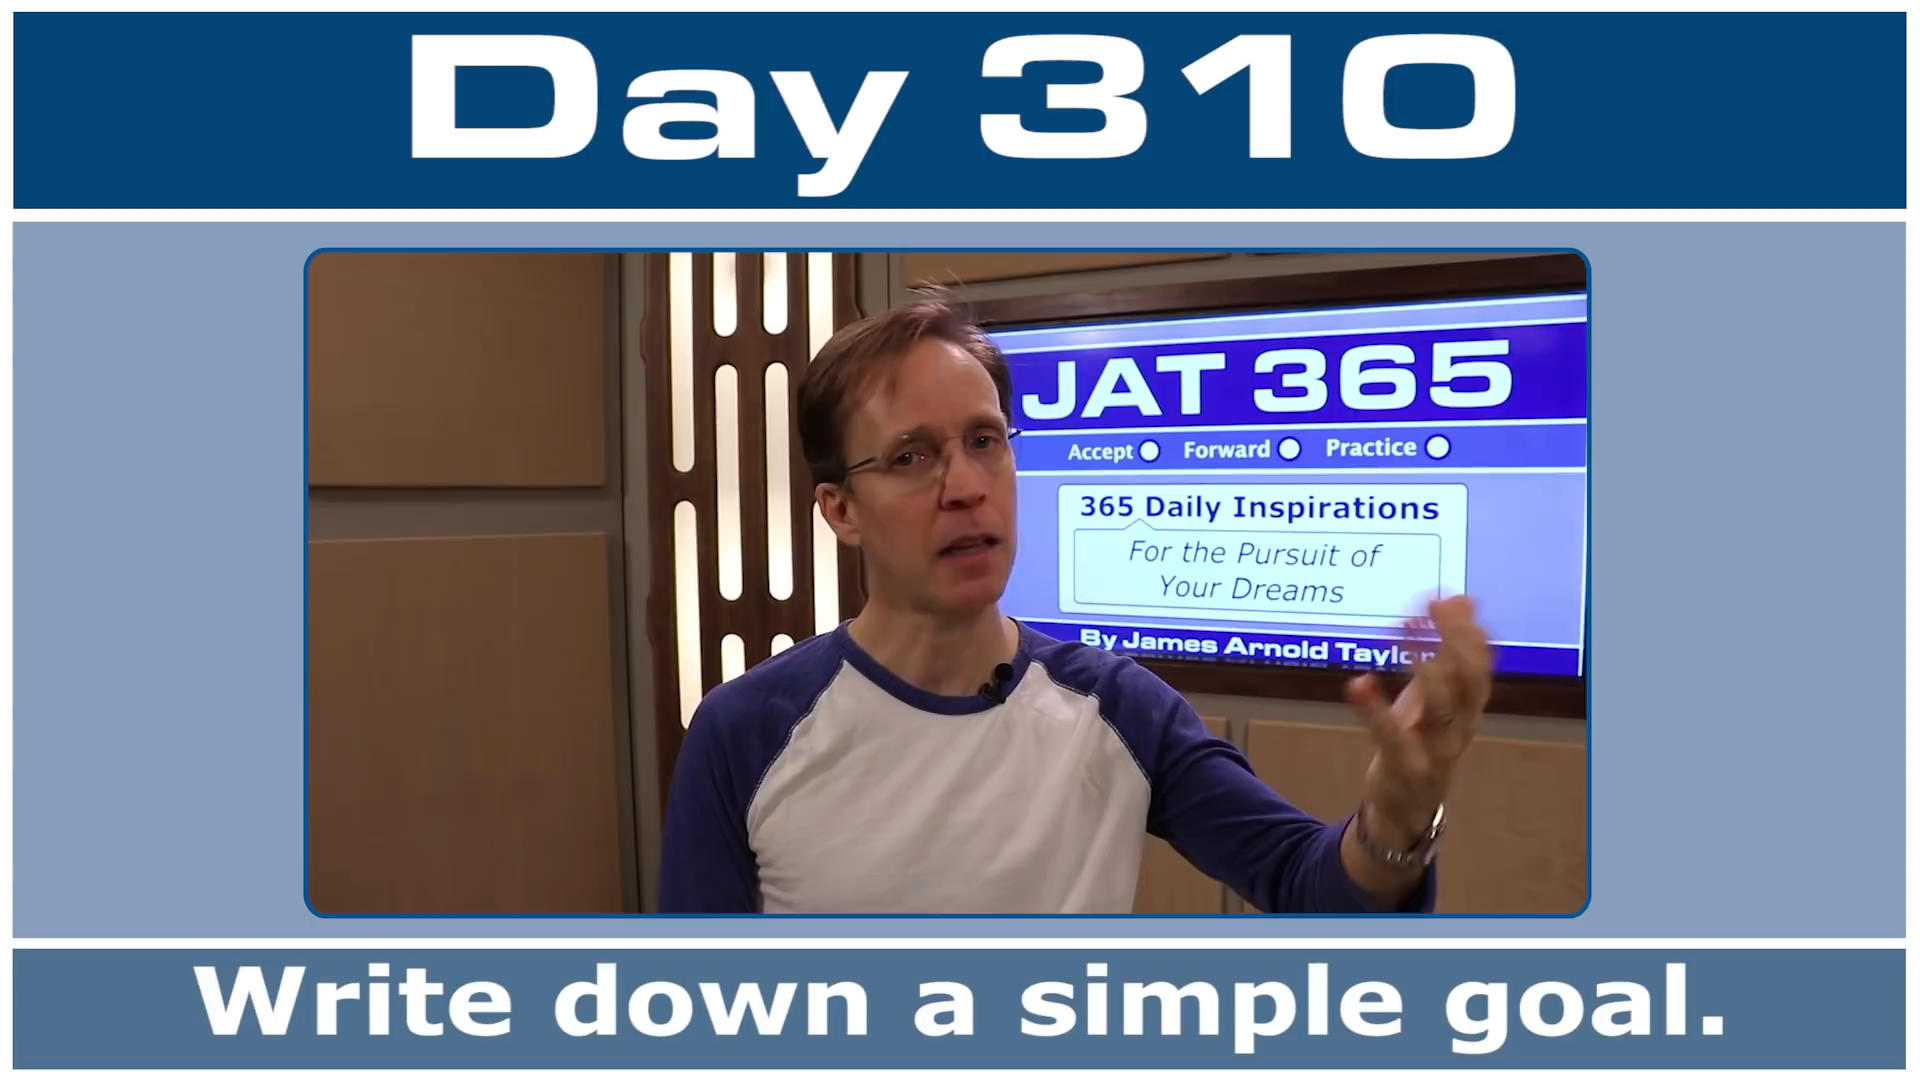 Day 310
JAT 365
Accept Forward Practice
365 Daily Inspirations
For the Pursuit of
Your Dreams
By James Arnold Taylor
Write down a simple goal.